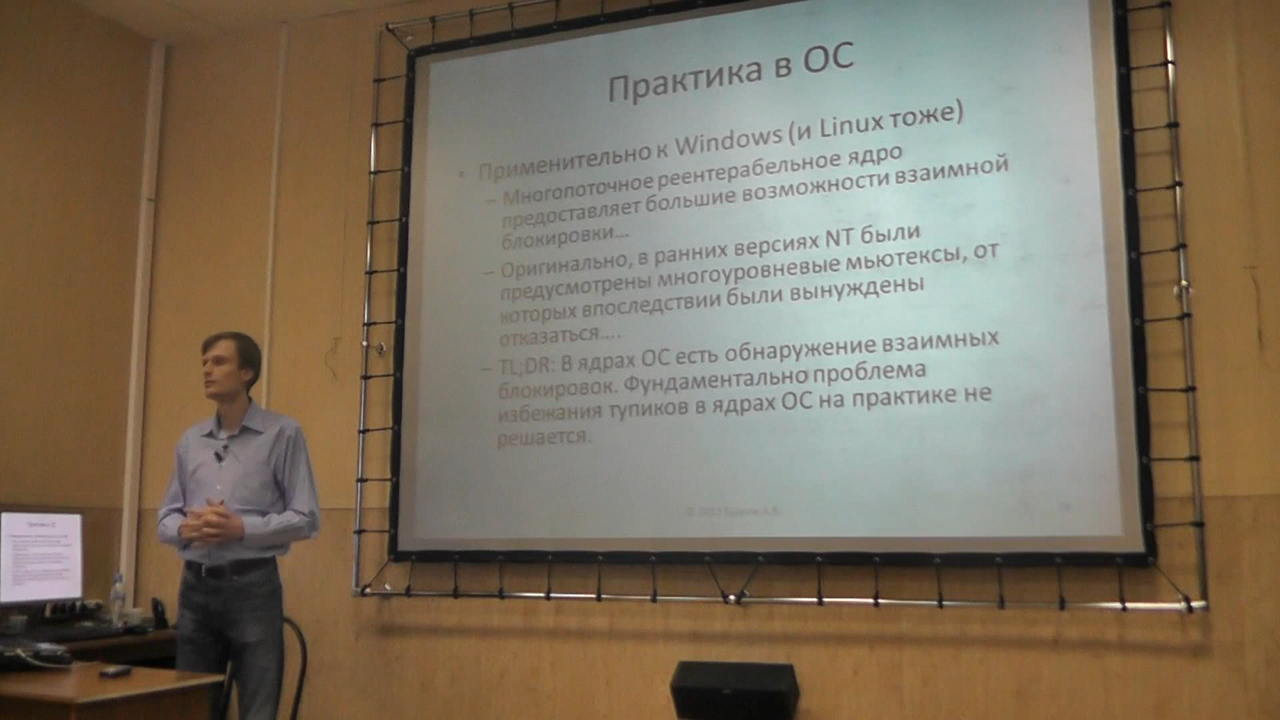 Практика в ОС
• Применительно к Windows (и Linux тоже)
– Многопоточное реентерабельное ядро
предоставляет большие возможности взаимной
блокировки...
– Оригинально, в ранних версиях NT были
предусмотрены многоуровневые мьютексы, от
которых впоследствии были вынуждены
отказаться....
– TL;DR: В ядрах ОС есть обнаружение взаимных
блокировок. Фундаментально проблема
избежания тупиков в ядрах ОС на практике не
решается.